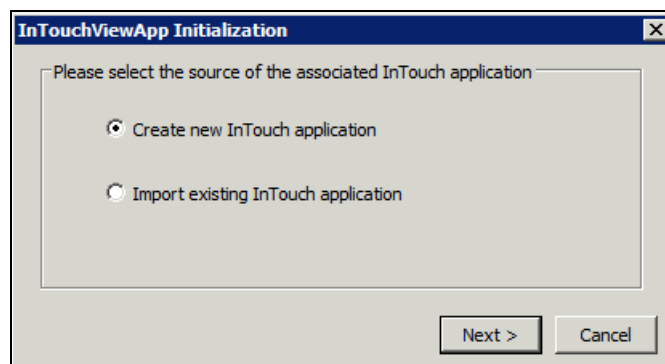 InTouchViewApp Initialization
Please select the source of the associated InTouch application
Create new InTouch application
Import existing InTouch application
Next > Cancel